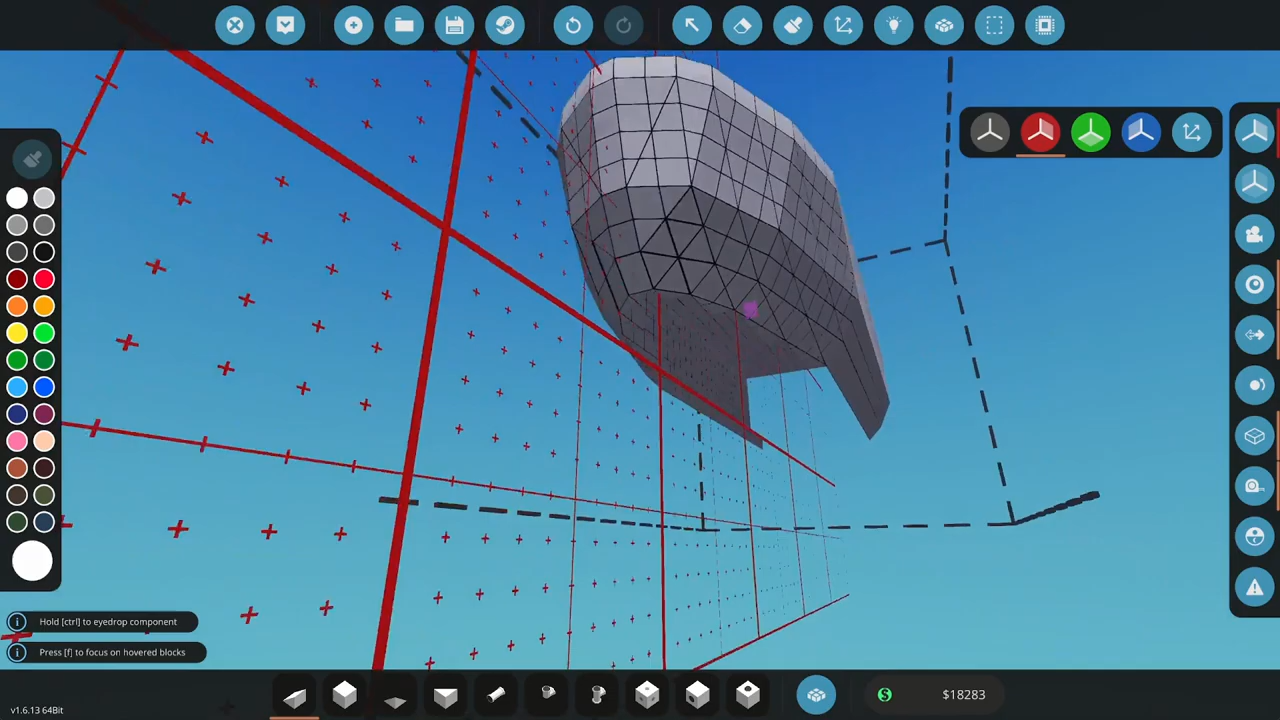 Hold [ctrl] to eyedrop component
Press [f] to focus on hovered blocks
v1.6.13 64Bit
$
$18283